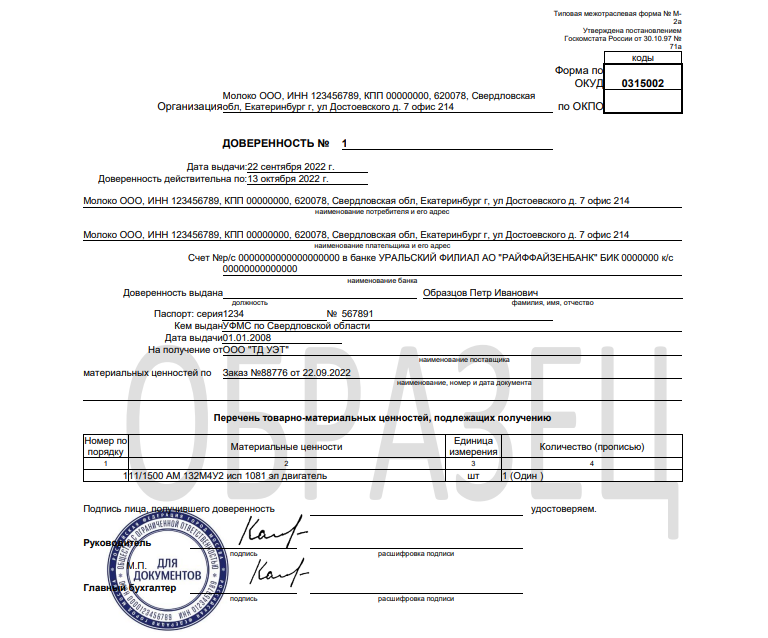 Типовая межотраслевая форма № М-
2а
Утверждена постановлением
Госкомстата России от 30.10.97 №
71а
коды
Форма по
ОКУД 0315002
Молоко ООО, ИНН 123456789, КПП 00000000, 620078, Свердловская
Организация обл, Екатеринбург г, ул Достоевского д. 7 офис 214 по ОКПО
ДОВЕРЕННОСТЬ № 1
Дата выдачи: 22 сентября 2022 г.
Доверенность действительна по: 13 октября 2022 г.
Молоко ООО, ИНН 123456789, КПП 00000000, 620078, Свердловская обл, Екатеринбург г, ул Достоевского д. 7 офис 214
наименование потребителя и его адрес
Молоко ООО, ИНН 123456789, КПП 00000000, 620078, Свердловская обл, Екатеринбург г, ул Достоевского д. 7 офис 214
наименование плательщика и его адрес
Счет № р/с 0000000000000000000 в банке УРАЛЬСКИЙ ФИЛИАЛ АО "РАЙФФАЙЗЕНБАНК" БИК 0000000 к/с
00000000000000
наименование банка
Доверенность выдана Образцов Петр Иванович
должность фамилия, имя, отчество
Паспорт: серия 1234 № 567891
Кем выдан УФМС по Свердловской области
Дата выдачи 01.01.2008
На получение от ООО "ТД УЭТ"
наименование поставщика
материальных ценностей по Заказ №88776 от 22.09.2022
наименование, номер и дата документа
ОБРАЗЕЦ
Перечень товарно-материальных ценностей, подлежащих получению
Номер по порядку Материальные ценности Единица измерения Количество (прописью)
1 2 3 4
1 11/1500 АМ 132М4У2 исп 1081 эл двигатель шт 1 (Один )
Подпись лица, получившего доверенность удостоверяем.
Руководитель
подпись расшифровка подписи
М.П.
Главный бухгалтер
подпись расшифровка подписи
ДЛЯ
ДОКУМЕНТОВ
ОБЩЕСТВО С ОГРАНИЧЕННОЙ ОТВЕТСТВЕННОСТЬЮ